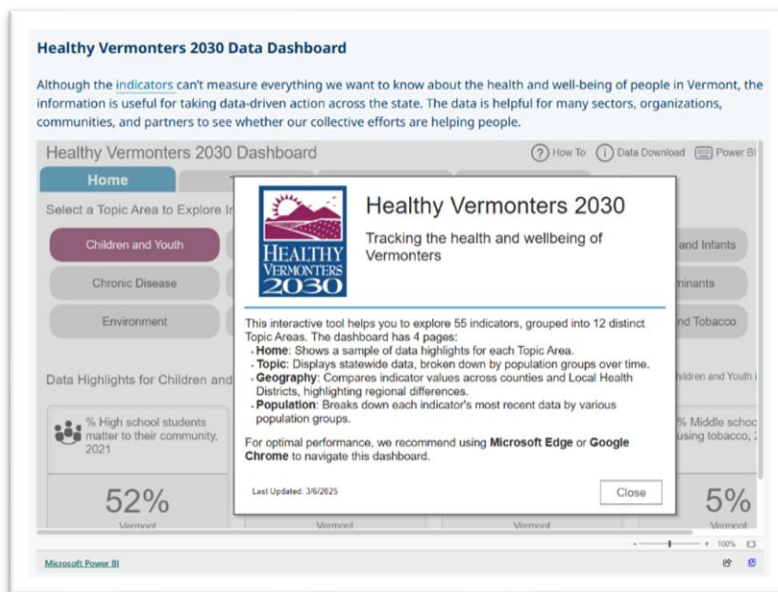 Healthy Vermonters 2030 Data Dashboard
Although the indicators can't measure everything we want to know about the health and well-being of people in Vermont, the
information is useful for taking data-driven action across the state. The data is helpful for many sectors, organizations,
communities, and partners to see whether our collective efforts are helping people.
Healthy Vermonters 2030 Dashboard
? How To i Data Download Power BI
Home
Select a Topic Area to Explore
Children and Youth
and Infants
Chronic Disease
Environment
nd Tobacco
HEALTHY
VERMONTERS
2030
Healthy Vermonters 2030
Tracking the health and wellbeing of
Vermonters
This interactive tool helps you to explore 55 indicators, grouped into 12 distinct
Topic Areas. The dashboard has 4 pages:
• Home: Shows a sample of data highlights for each Topic Area.
• Topic: Displays statewide data, broken down by population groups over time.
• Geography: Compares indicator values across counties and Local Health
Districts, highlighting regional differences.
• Population: Breaks down each indicator's most recent data by various
population groups.
For optimal performance, we recommend using Microsoft Edge or Google
Chrome to navigate this dashboard.
Last Updated: 3/6/2025
Close
Data Highlights for Children and
Children and Youth
% High school students
matter to their community,
2021
52%
Vermont
Vermont
Vermont
% Middle schoo
using tobacco,
5%
Vermont
- + 100%
Microsoft Power BI